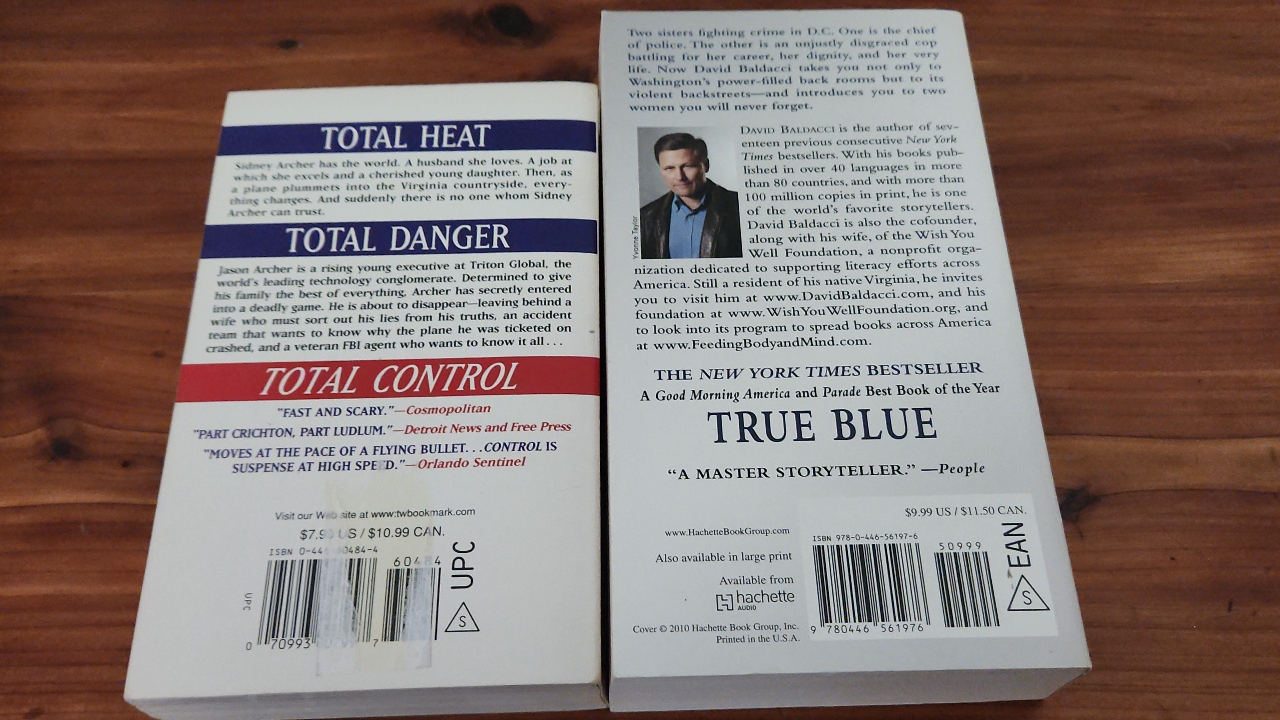 TOTAL HEAT
Sidney Archer has the world. A husband she loves. A job at
which she excels and a cherished young daughter. Then, as
a plane plummets into the Virginia countryside, every-
thing changes. And suddenly there is no one whom Sidney
Archer can trust.
TOTAL DANGER
Jason Archer is a rising young executive at Triton Global, the
world's leading technology conglomerate. Determined to give
his family the best of everything, Archer has secretly entered
into a deadly game. He is about to disappear—leaving behind a
wife who must sort out his lies from his truths, an accident
team that wants to know why the plane he was ticketed on
crashed, and a veteran FBI agent who wants to know it all . . .
TOTAL CONTROL
"FAST AND SCARY."—Cosmopolitan
"PART CRICHTON, PART LUDLUM."—Detroit News and Free Press
"MOVES AT THE PACE OF A FLYING BULLET. . . CONTROL IS
SUSPENSE AT HIGH SPEED."—Orlando Sentinel
Visit our Web site at www.twbookmark.com
$7.99 US / $10.99 CAN.
ISBN 0-446-60484-4
60484
UPC
UPC
S
0 70993 7
Two sisters fighting crime in D.C. One is the chief
of police. The other is an unjustly disgraced cop
battling for her career, her dignity, and her very
life. Now David Baldacci takes you not only to
Washington's power-filled back rooms but to its
violent backstreets—and introduces you to two
women you will never forget.
Yvonne Taylor
DAVID BALDACCI is the author of sev-
enteen previous consecutive New York
Times bestsellers. With his books pub-
lished in over 40 languages in more
than 80 countries, and with more than
100 million copies in print, he is one
of the world's favorite storytellers.
David Baldacci is also the cofounder,
along with his wife, of the Wish You
Well Foundation, a nonprofit orga-
nization dedicated to supporting literacy efforts across
America. Still a resident of his native Virginia, he invites
you to visit him at www.DavidBaldacci.com, and his
foundation at www.WishYouWellFoundation.org, and
to look into its program to spread books across America
at www.FeedingBodyandMind.com.
THE NEW YORK TIMES BESTSELLER
A Good Morning America and Parade Best Book of the Year
TRUE BLUE
"A MASTER STORYTELLER." —People
$9.99 US / $11.50 CAN.
www.HachetteBookGroup.com
Also available in large print
Available from
hachette
AUDIO
Cover © 2010 Hachette Book Group, Inc.
Printed in the U.S.A.
ISBN 978-0-446-56197-6
50999
9 780446 561976
EAN
S